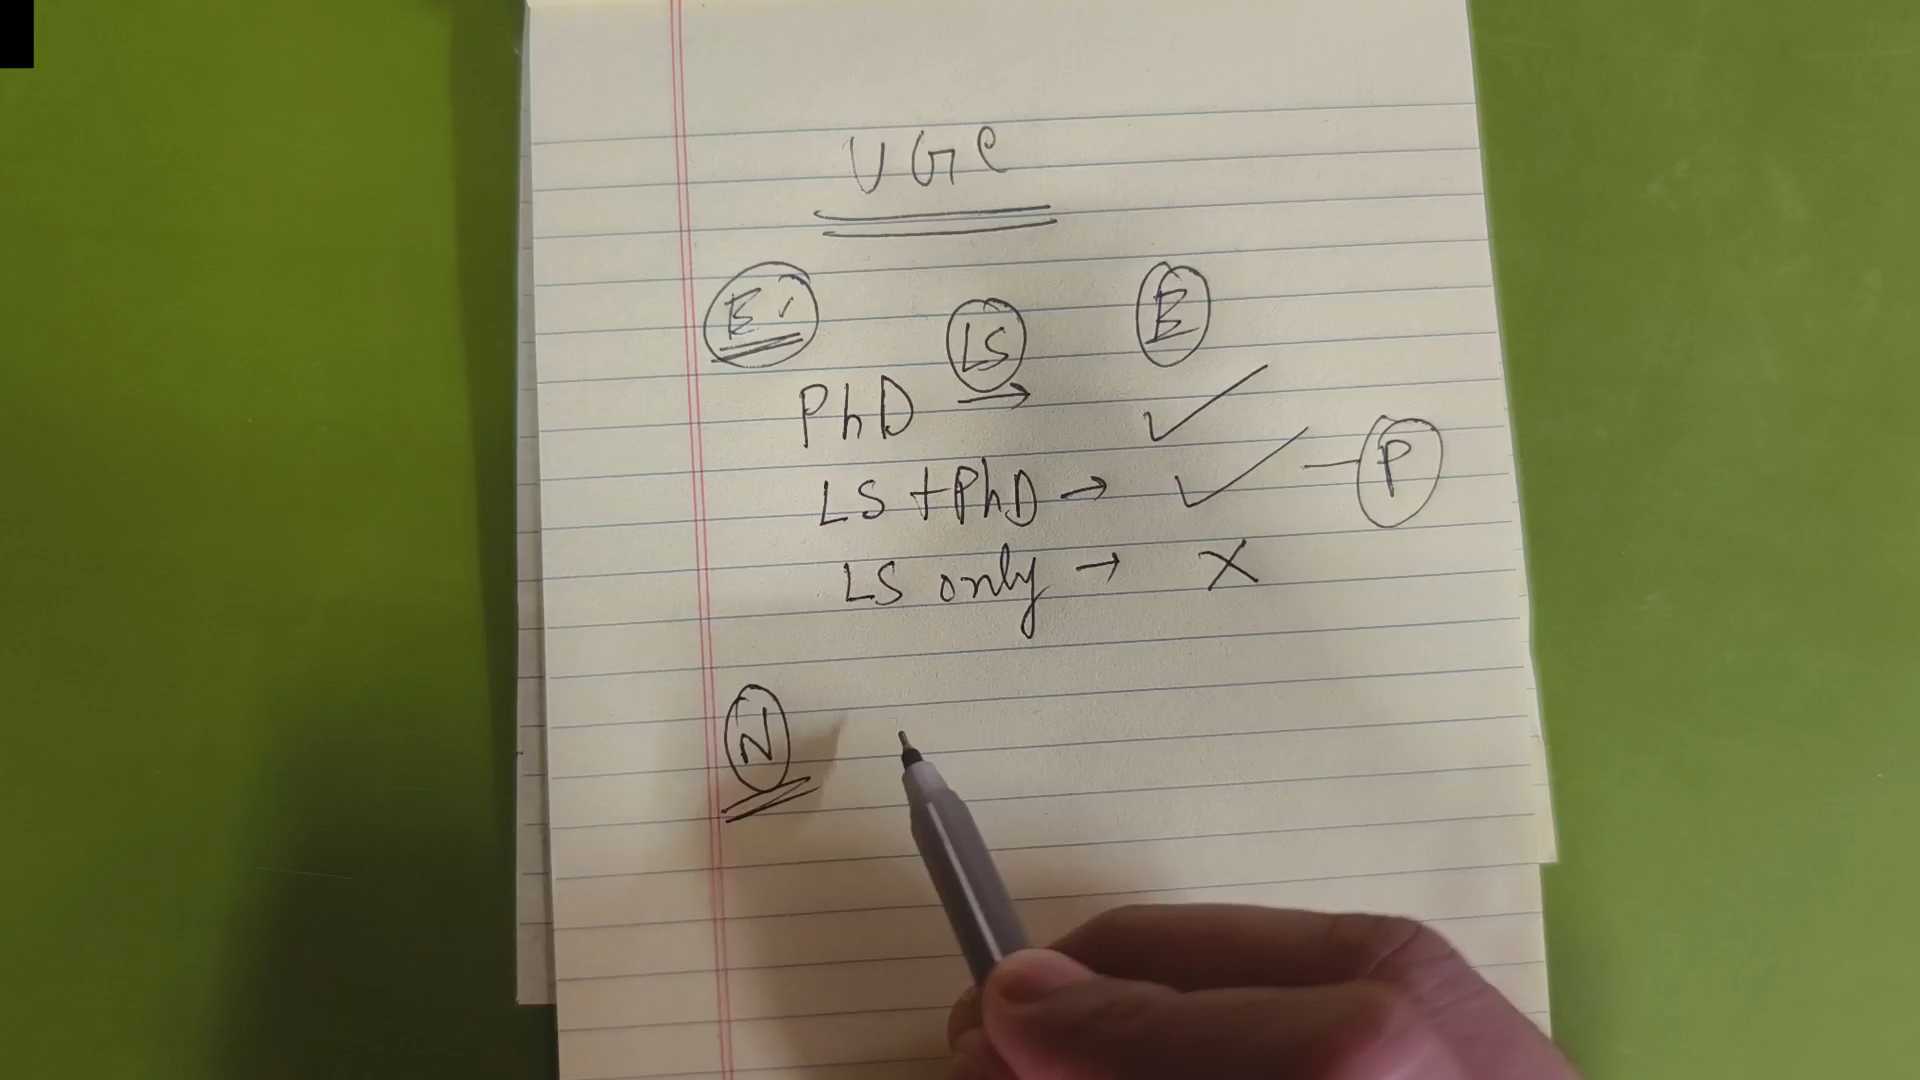 UGC
E. LS E
PhD → ✓
LS + PhD → ✓ — P
LS only → X
N